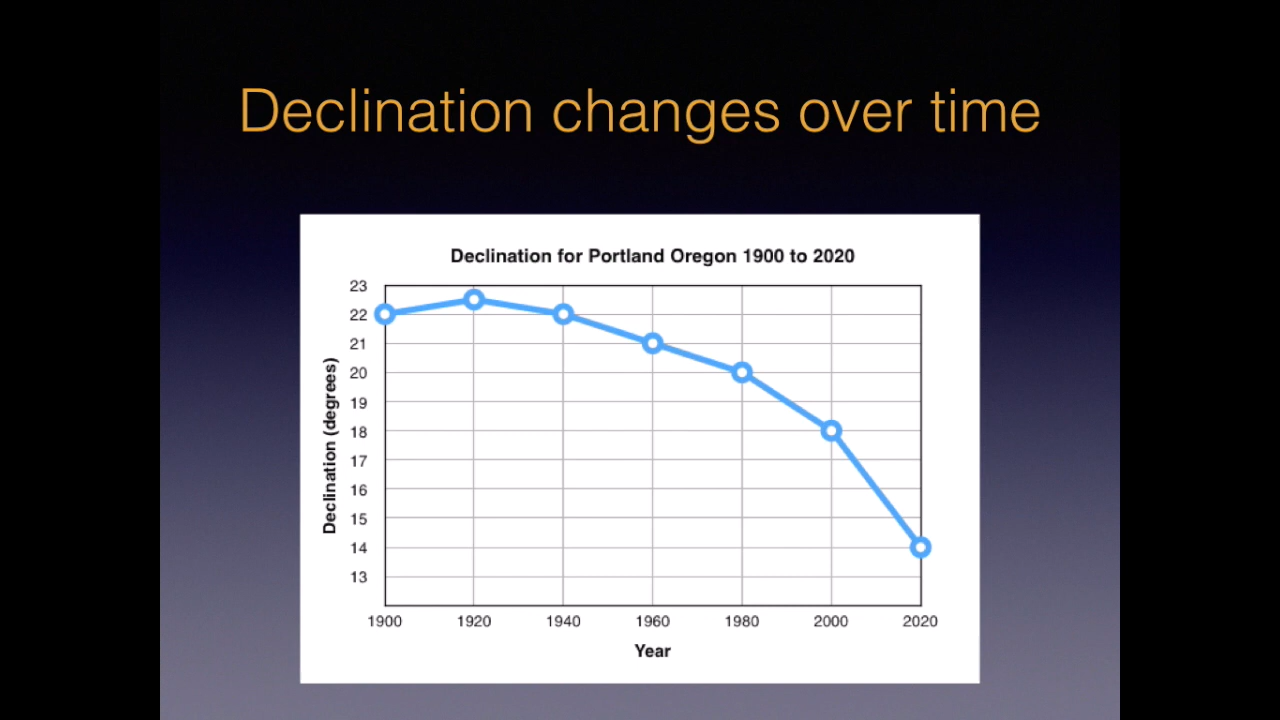 Declination changes over time
Declination for Portland Oregon 1900 to 2020
23
22
21
20
19
18
17
16
15
14
13
Declination (degrees)
1900 1920 1940 1960 1980 2000 2020
Year